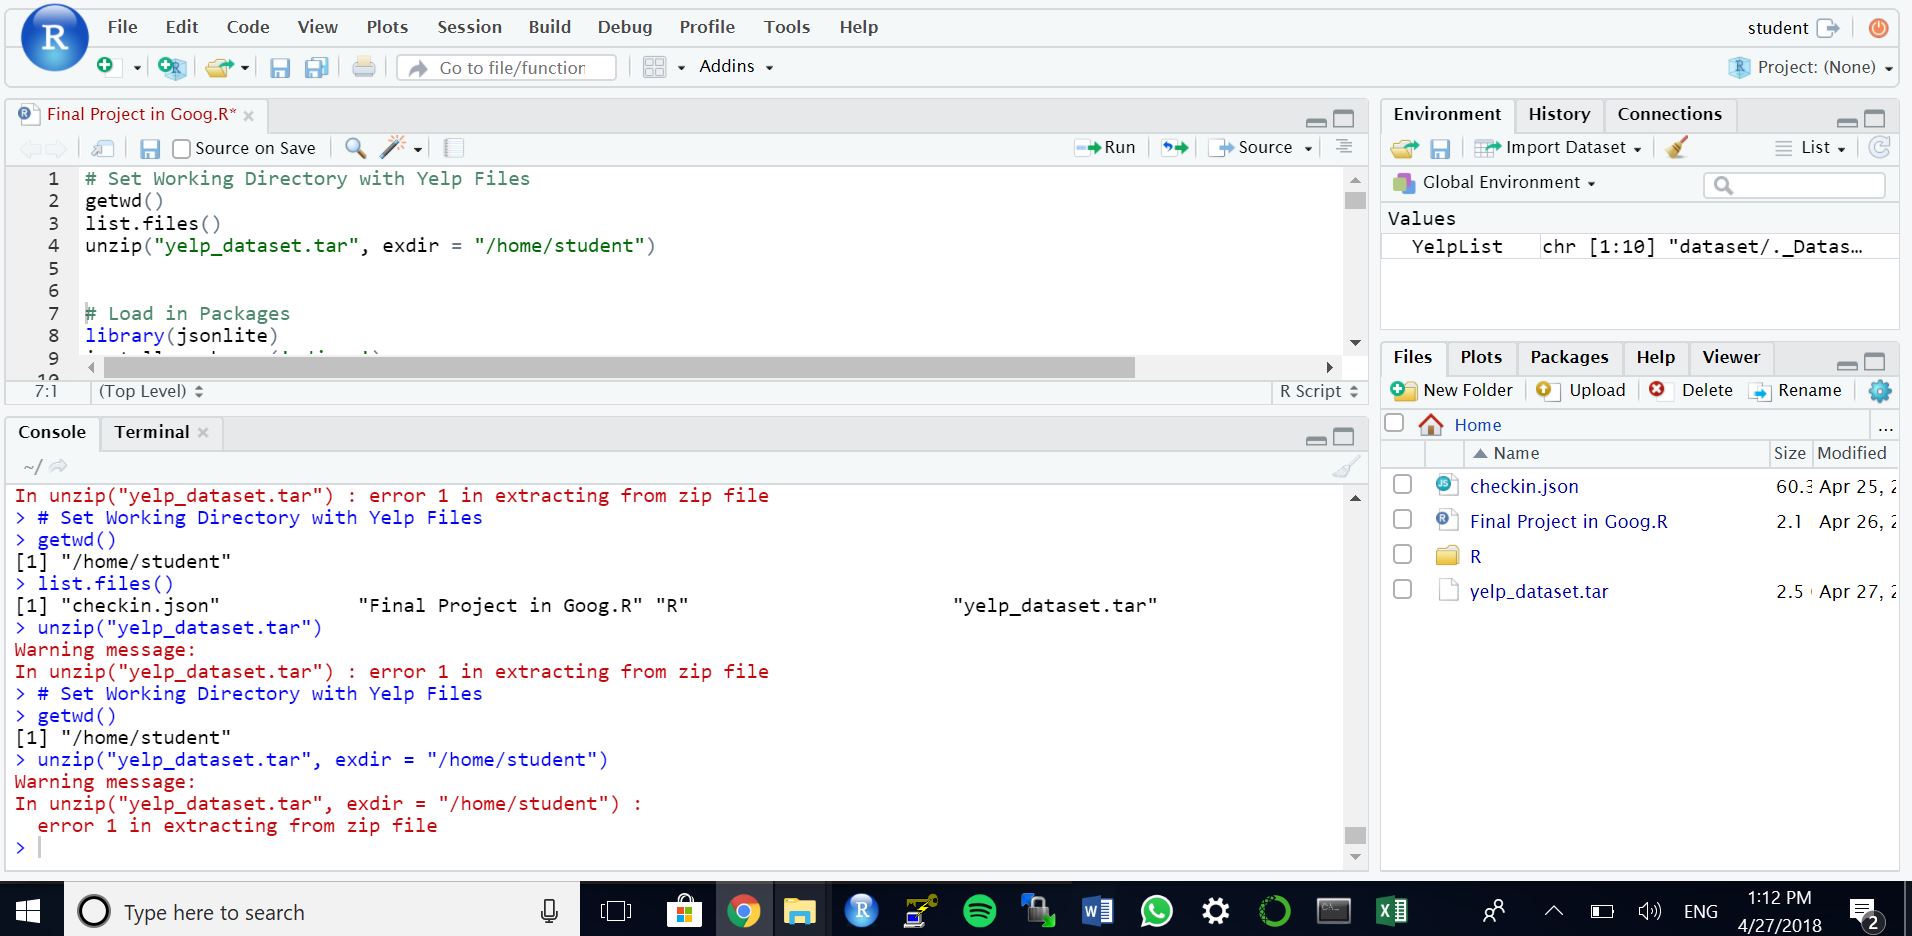 R
File Edit Code View Plots Session Build Debug Profile Tools Help
student
Go to file/function
Addins
Project: (None)
Final Project in Goog.R*
Source on Save
Run
Source
1 # Set Working Directory with Yelp Files
2 getwd()
3 list.files()
4 unzip("yelp_dataset.tar", exdir = "/home/student")
5
6
7 # Load in Packages
8 library(jsonlite)
9
10
7:1 (Top Level) R Script
Console Terminal
~/
In unzip("yelp_dataset.tar") : error 1 in extracting from zip file
> # Set Working Directory with Yelp Files
> getwd()
[1] "/home/student"
> list.files()
[1] "checkin.json" "Final Project in Goog.R" "R" "yelp_dataset.tar"
> unzip("yelp_dataset.tar")
Warning message:
In unzip("yelp_dataset.tar") : error 1 in extracting from zip file
> # Set Working Directory with Yelp Files
> getwd()
[1] "/home/student"
> unzip("yelp_dataset.tar", exdir = "/home/student")
Warning message:
In unzip("yelp_dataset.tar", exdir = "/home/student") :
error 1 in extracting from zip file
>
Environment History Connections
Import Dataset List
Global Environment
Values
YelpList chr [1:10] "dataset/._Datas…
Files Plots Packages Help Viewer
New Folder Upload Delete Rename
Home ...
Name Size Modified
checkin.json 60.3 Apr 25, 2
Final Project in Goog.R 2.1 Apr 26, 2
R
yelp_dataset.tar 2.5 Apr 27, 2
Type here to search
ENG
1:12 PM
4/27/2018
2